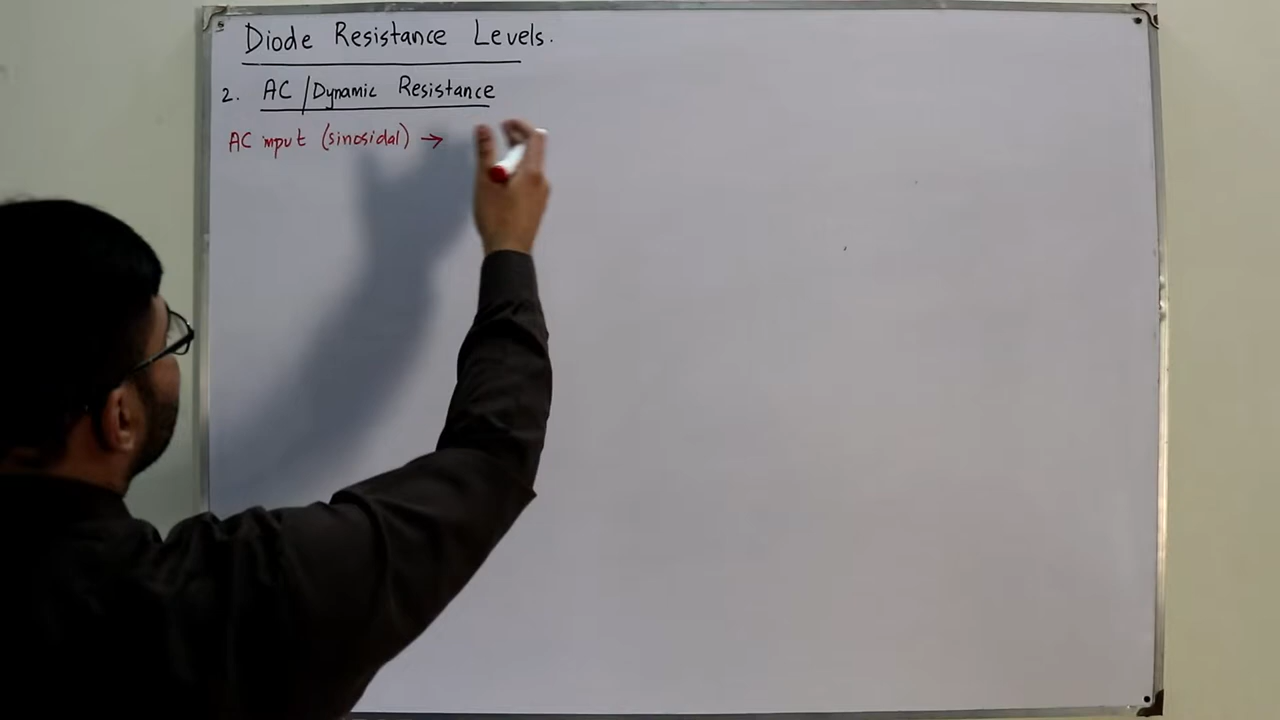 Diode Resistance Levels.
2. AC / Dynamic Resistance
AC input (sinosidal) →